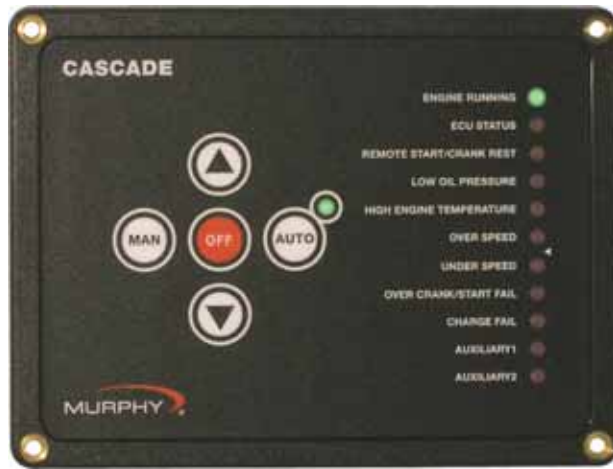 CASCADE
MAN
OFF
AUTO
MURPHY
ENGINE RUNNING
ECU STATUS
REMOTE START/CRANK REST
LOW OIL PRESSURE
HIGH ENGINE TEMPERATURE
OVER SPEED
UNDER SPEED
OVER CRANK/START FAIL
CHARGE FAIL
AUXILIARY1
AUXILIARY2